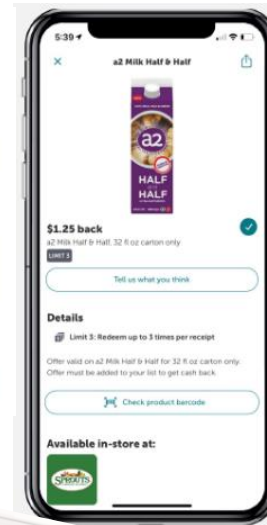 5:39
a2 Milk Half & Half
a2
HALF
HALF
$1.25 back
a2 Milk Half & Half: 32 fl oz carton only
LIMIT 3
Tell us what you think
Details
Limit 3: Redeem up to 3 times per receipt
Offer valid on a2 Milk Half & Half for 32 fl oz carton only.
Offer must be added to your list to get cash back.
Check product barcode
Available in-store at:
SPROUTS